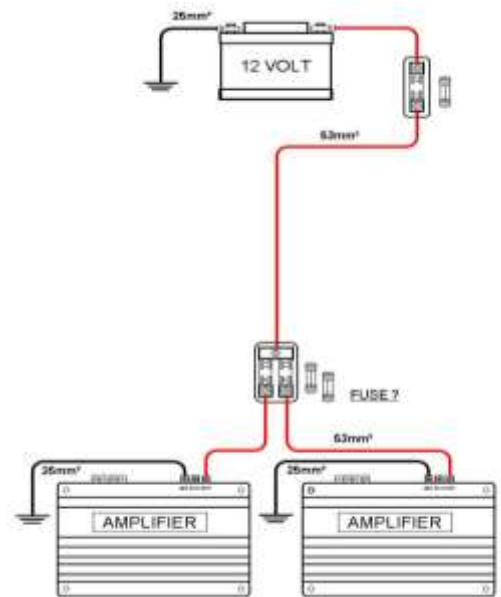 25mm²
12 VOLT
53mm²
FUSE ?
53mm²
25mm²
25mm²
AMPLIFIER
AMPLIFIER